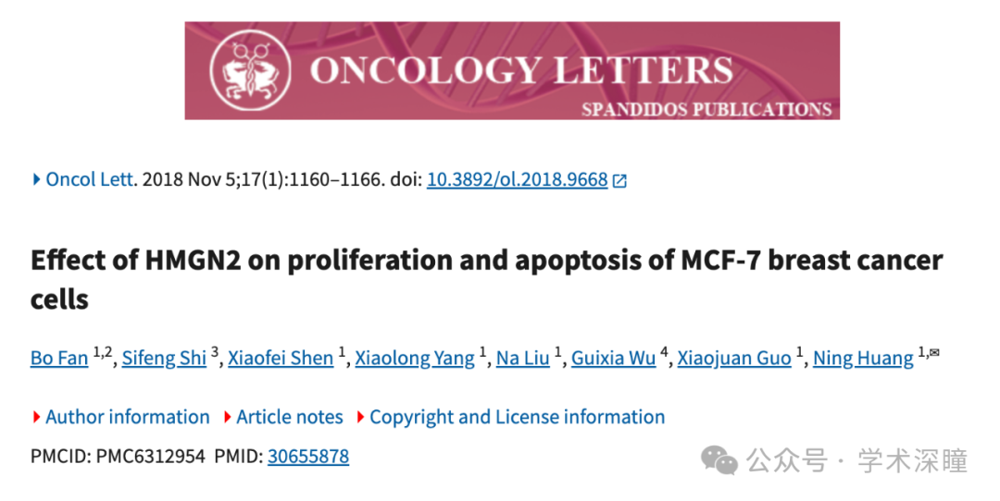 ONCOLOGY LETTERS
SPANDIDOS PUBLICATIONS
Oncol Lett. 2018 Nov 5;17(1):1160–1166. doi: 10.3892/ol.2018.9668
Effect of HMGN2 on proliferation and apoptosis of MCF-7 breast cancer
cells
Bo Fan 1,2, Sifeng Shi 3, Xiaofei Shen 1, Xiaolong Yang 1, Na Liu 1, Guixia Wu 4, Xiaojuan Guo 1, Ning Huang 1,✉
Author information Article notes Copyright and License information
PMCID: PMC6312954 PMID: 30655878
公众号 · 学术深瞳